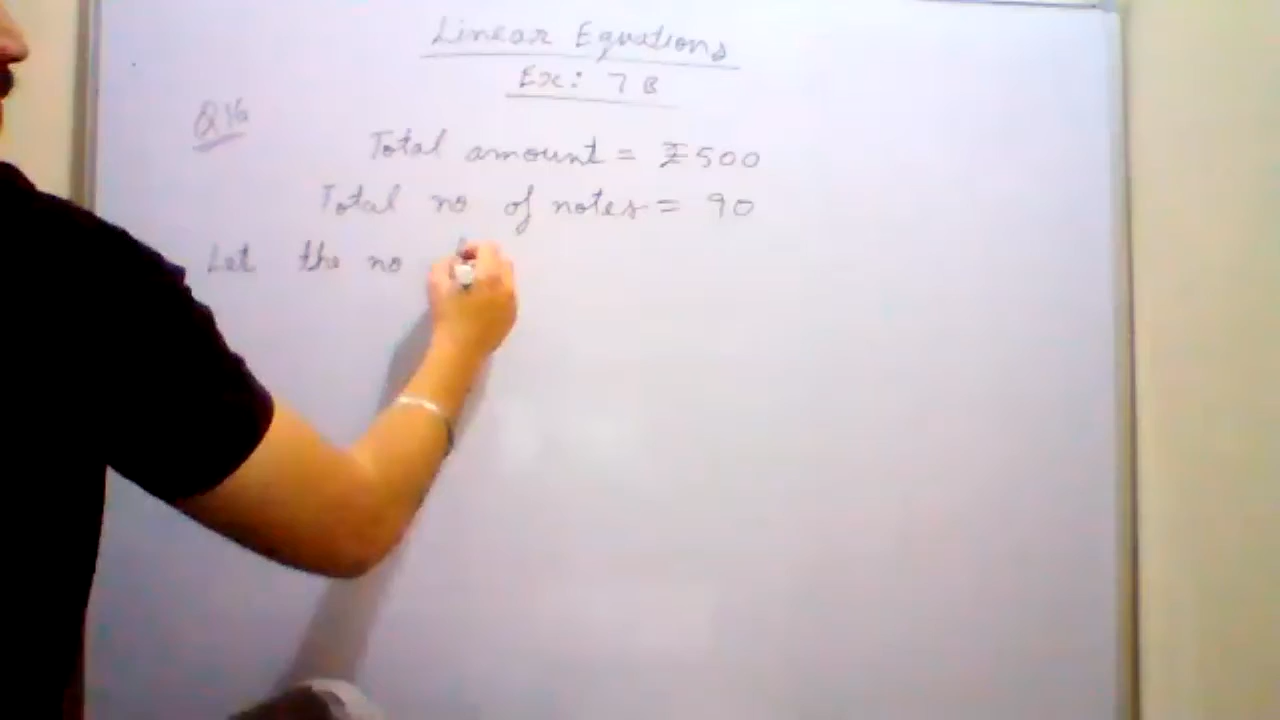 Linear Equations
Ex: 7B
Q16
Total amount = ₹500
Total no of notes = 90
Let the no